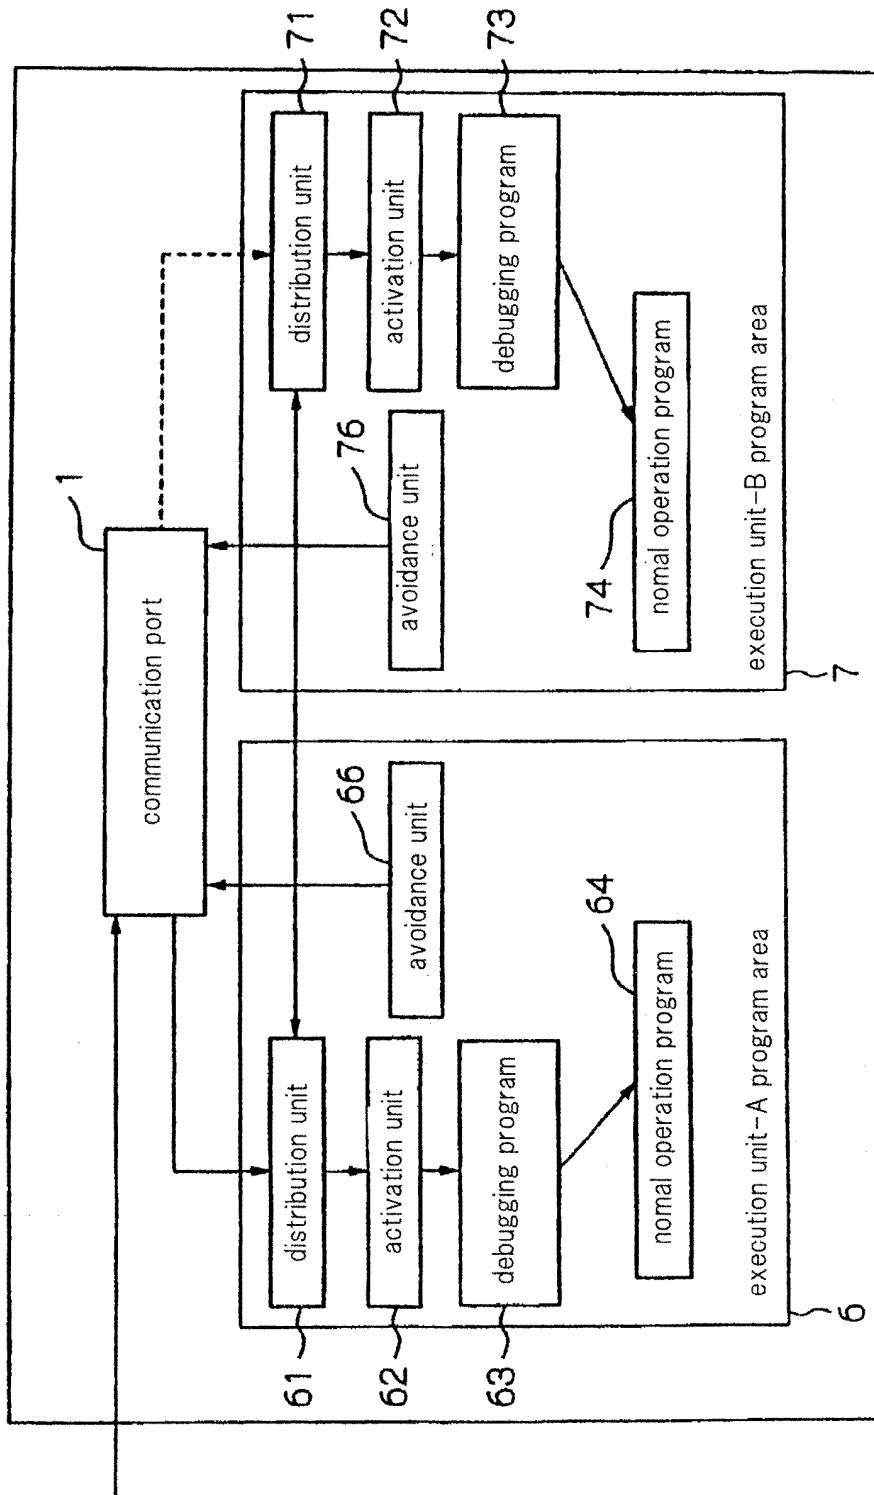 1
communication port
61
distribution unit
62
activation unit
63
debugging program
66
avoidance unit
64
nomal operation program
execution unit-A program area
6
71
distribution unit
72
activation unit
73
debugging program
76
avoidance unit
74
nomal operation program
execution unit-B program area
7